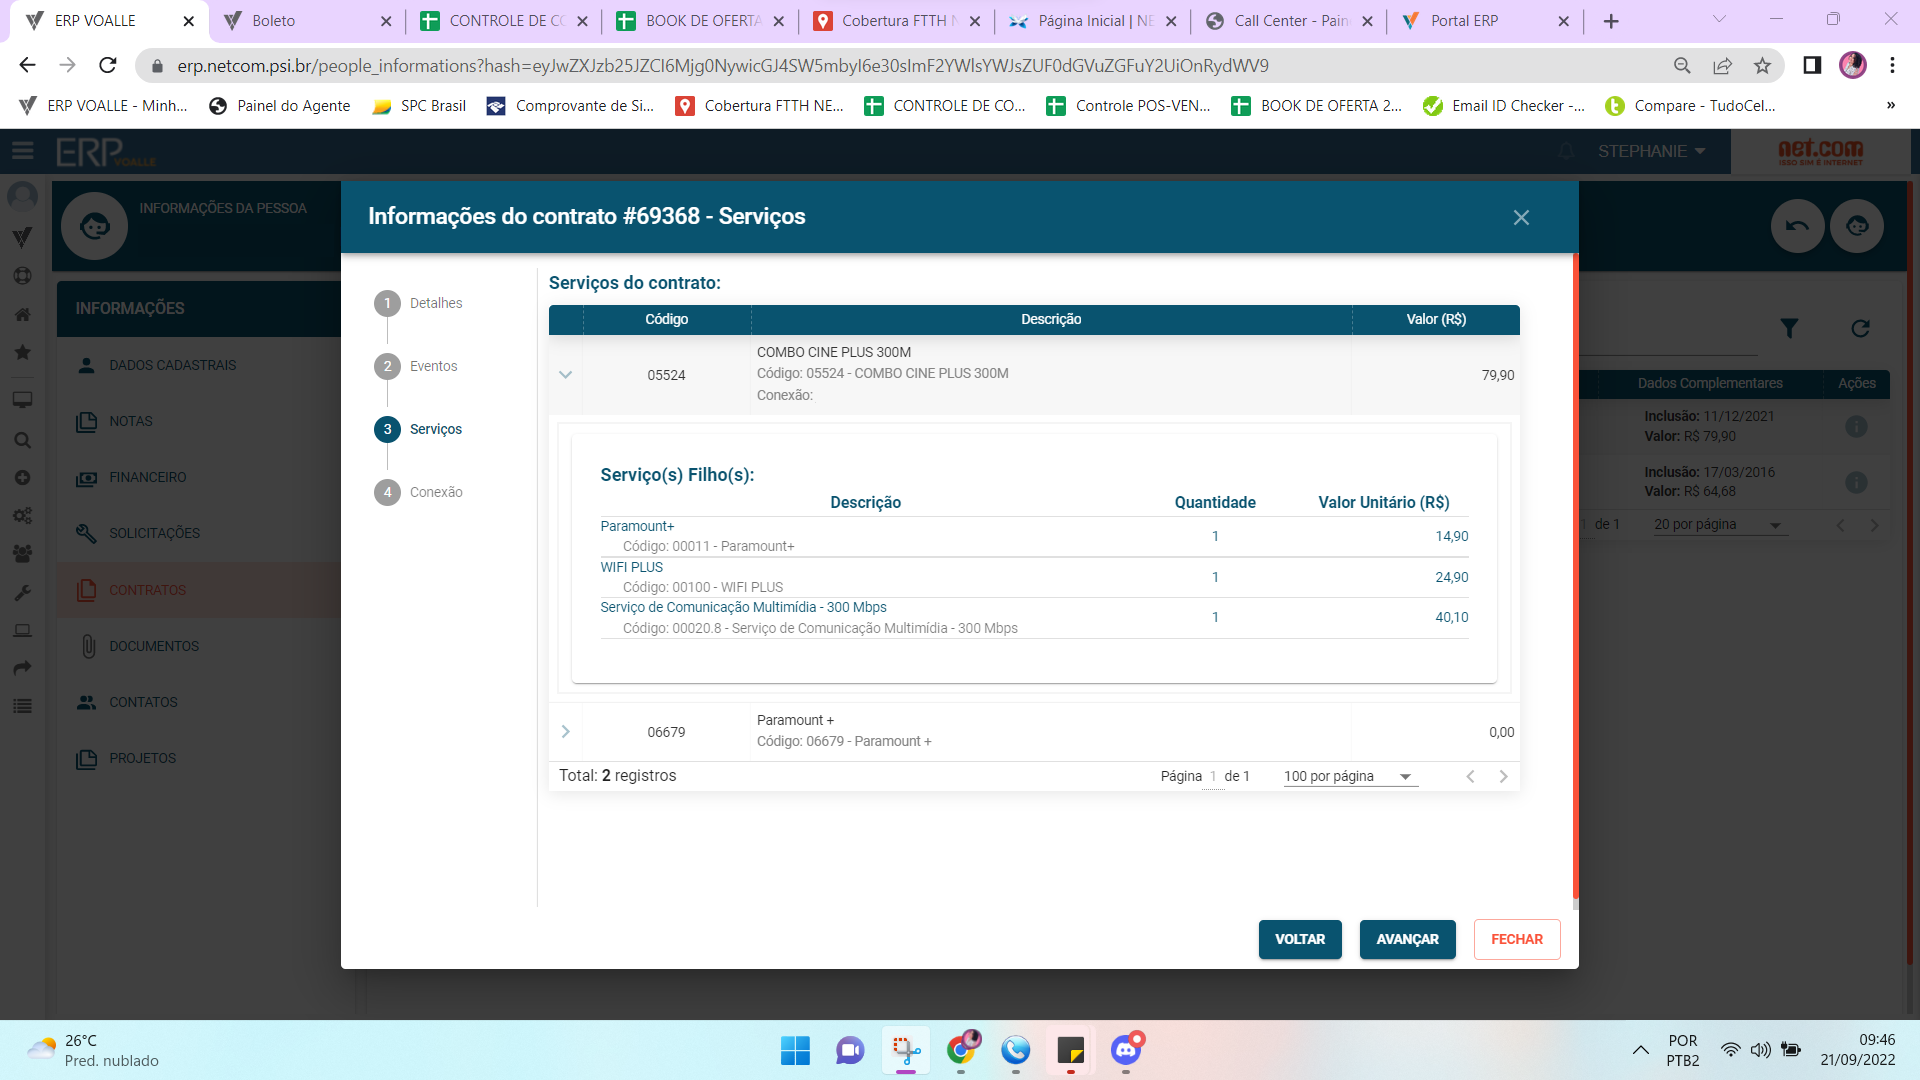 ERP VOALLE
Boleto
CONTROLE DE CO
BOOK DE OFERTA
Cobertura FTTH N
Página Inicial | NE
Call Center - Pain
Portal ERP
erp.netcom.psi.br/people_informations?hash=eyJwZXJzb25JZCI6Mjg0NywicGJ4SW5mbyI6e30sImF2YWlsYWJsZUF0dGVuZGFuY2UiOnRydWV9
ERP VOALLE - Minh...
Painel do Agente
SPC Brasil
Comprovante de Si...
Cobertura FTTH NE...
CONTROLE DE CO...
Controle POS-VEN...
BOOK DE OFERTA 2...
Email ID Checker -...
Compare - TudoCel...
»
ERP VOALLE
STEPHANIE
net.com
ISSO SIM É INTERNET
INFORMAÇÕES DA PESSOA
INFORMAÇÕES
DADOS CADASTRAIS
NOTAS
FINANCEIRO
SOLICITAÇÕES
CONTRATOS
DOCUMENTOS
CONTATOS
PROJETOS
Informações do contrato #69368 - Serviços
1 Detalhes
2 Eventos
3 Serviços
4 Conexão
Serviços do contrato:
Código Descrição Valor (R$)
COMBO CINE PLUS 300M
05524 Código: 05524 - COMBO CINE PLUS 300M 79,90
Conexão:
Serviço(s) Filho(s):
Descrição Quantidade Valor Unitário (R$)
Paramount+
Código: 00011 - Paramount+ 1 14,90
WIFI PLUS
Código: 00100 - WIFI PLUS 1 24,90
Serviço de Comunicação Multimídia - 300 Mbps
Código: 00020.8 - Serviço de Comunicação Multimídia - 300 Mbps 1 40,10
Paramount +
06679 Código: 06679 - Paramount + 0,00
Total: 2 registros
Página 1 de 1
100 por página
VOLTAR
AVANÇAR
FECHAR
Dados Complementares Ações
Inclusão: 11/12/2021
Valor: R$ 79,90
Inclusão: 17/03/2016
Valor: R$ 64,68
1 de 1
20 por página
26°C
Pred. nublado
POR
PTB2
09:46
21/09/2022